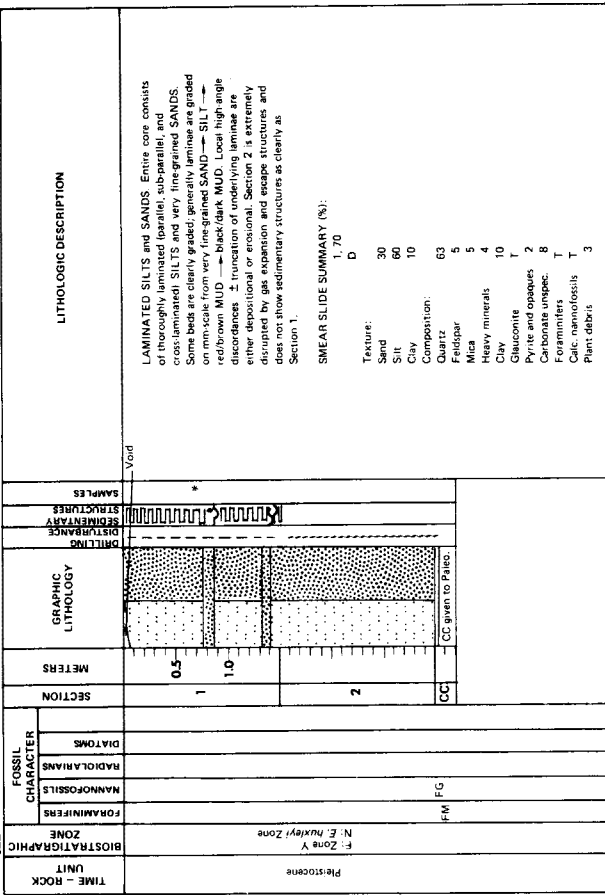 TIME – ROCK
UNIT
BIOSTRATIGRAPHIC
ZONE
FOSSIL
CHARACTER
FORAMINIFERS
NANNOFOSSILS
RADIOLARIANS
DIATOMS
SECTION
METERS
GRAPHIC
LITHOLOGY
DRILLING
DISTURBANCE
SEDIMENTARY
STRUCTURES
SAMPLES
LITHOLOGIC DESCRIPTION
Pleistocene
F: Zone Y
N: E. huxleyi Zone
FM
FG
1
2
CC
0.5
1.0
CC given to Paleo.
Void
*
LAMINATED SILTS and SANDS. Entire core consists
of thoroughly laminated (parallel, sub-parallel, and
cross-laminated) SILTS and very fine-grained SANDS.
Some beds are clearly graded; generally laminae are graded
on mm-scale from very fine-grained SAND → SILT →
red/brown MUD → black/dark MUD. Local high-angle
discordances ± truncation of underlying laminae are
either depositional or erosional. Section 2 is extremely
disrupted by gas expansion and escape structures and
does not show sedimentary structures as clearly as
Section 1.
SMEAR SLIDE SUMMARY (%):
1, 70
D
Texture:
Sand 30
Silt 60
Clay 10
Composition:
Quartz 63
Feldspar 5
Mica 5
Heavy minerals 4
Clay 10
Glauconite T
Pyrite and opaques 2
Carbonate unspec. 8
Foraminifers T
Calc. nannofossils T
Plant debris 3